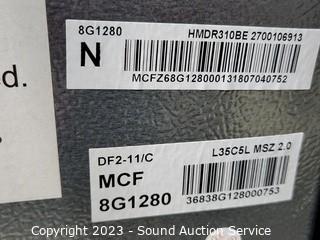 8G1280 HMDR310BE 2700106913
N
MCFZ68G128000131807040752
d.
DF2-11/C L35C5L MSZ 2.0
MCF
8G1280 36838G128000753
Copyright © 2023 - Sound Auction Service